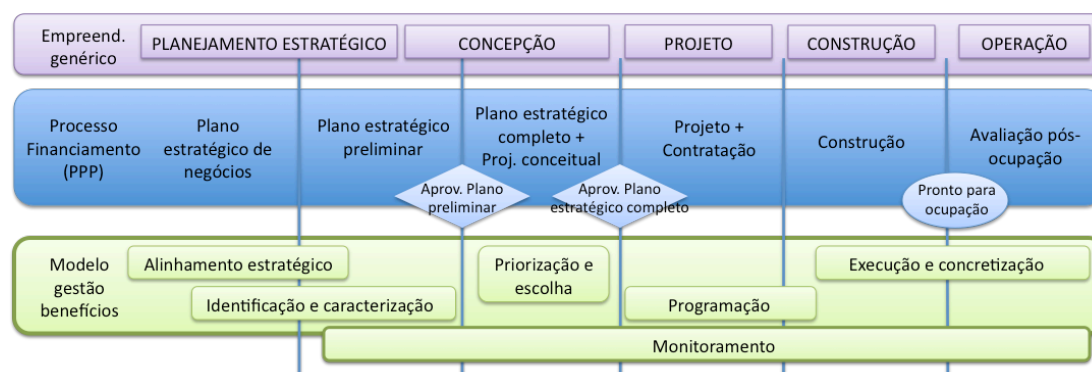 Empreend.
genérico
PLANEJAMENTO ESTRATÉGICO
CONCEPÇÃO
PROJETO
CONSTRUÇÃO
OPERAÇÃO
Processo
Financiamento
(PPP)
Plano
estratégico de
negócios
Plano estratégico
preliminar
Plano estratégico
completo +
Proj. conceitual
Projeto +
Contratação
Construção
Avaliação pós-
ocupação
Aprov. Plano
preliminar
Aprov. Plano
estratégico completo
Pronto para
ocupação
Modelo
gestão
benefícios
Alinhamento estratégico
Identificação e caracterização
Priorização e
escolha
Programação
Execução e concretização
Monitoramento